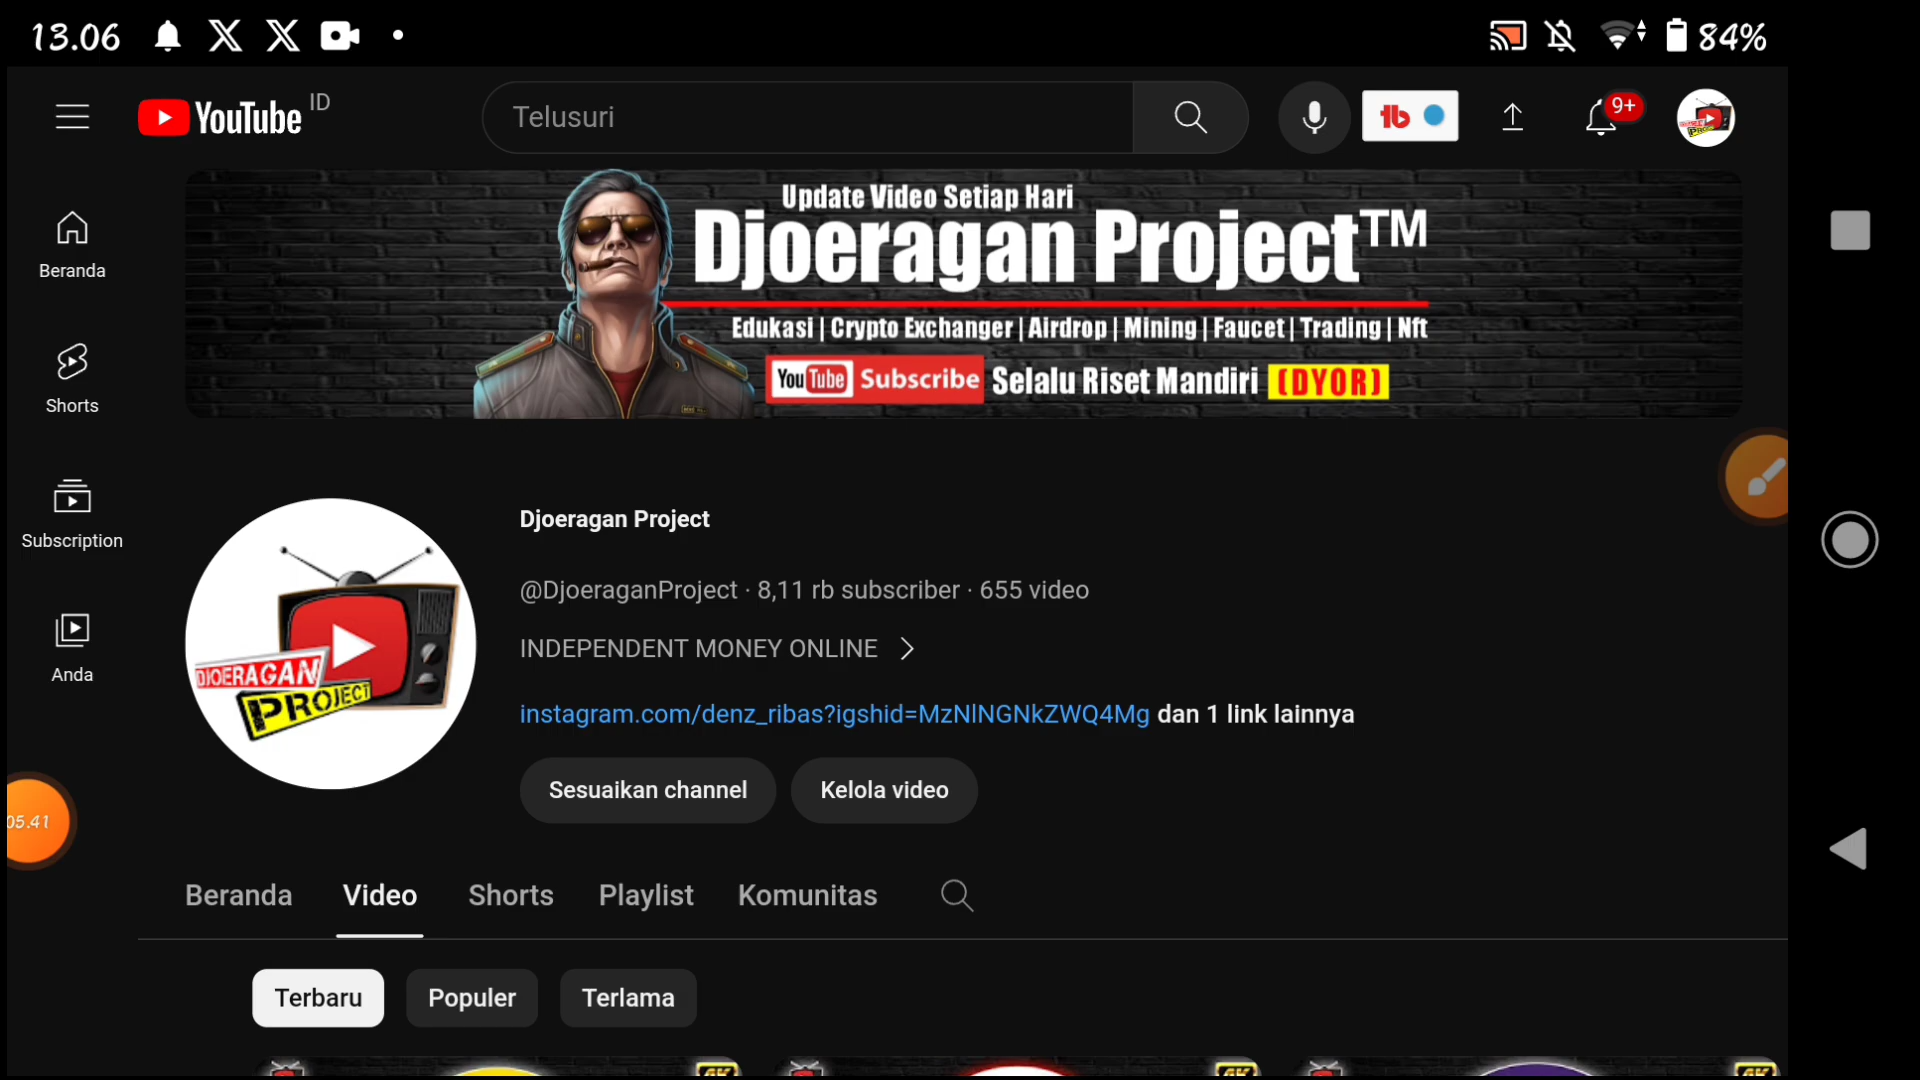 13.06
84%
YouTube ID
Telusuri
9+
Update Video Setiap Hari
Djoeragan Project™
Edukasi | Crypto Exchanger | Airdrop | Mining | Faucet | Trading | Nft
YouTube Subscribe Selalu Riset Mandiri (DYOR)
Beranda
Shorts
Subscription
Anda
DJOERAGAN
PROJECT
Djoeragan Project
@DjoeraganProject · 8,11 rb subscriber · 655 video
INDEPENDENT MONEY ONLINE
instagram.com/denz_ribas?igshid=MzNlNGNkZWQ4Mg dan 1 link lainnya
Sesuaikan channel
Kelola video
05.41
Beranda
Video
Shorts
Playlist
Komunitas
Terbaru
Populer
Terlama